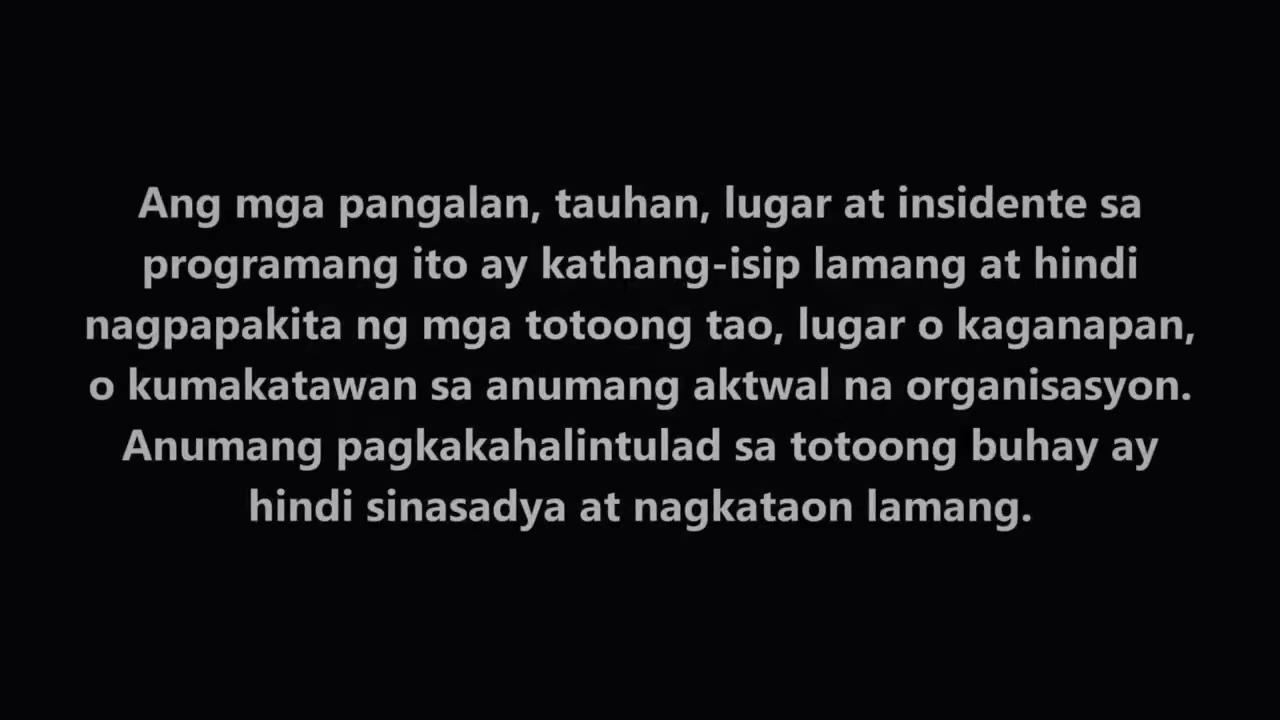 Ang mga pangalan, tauhan, lugar at insidente sa
programang ito ay kathang-isip lamang at hindi
nagpapakita ng mga totoong tao, lugar o kaganapan,
o kumakatawan sa anumang aktwal na organisasyon.
Anumang pagkakahalintulad sa totoong buhay ay
hindi sinasadya at nagkataon lamang.